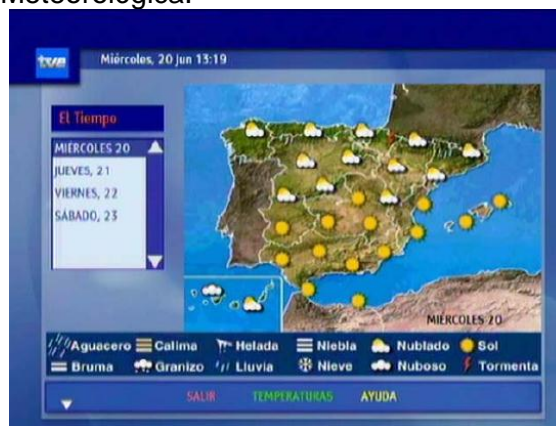 Meteorológica.
tve Miércoles, 20 Jun 13:19
El Tiempo
MIÉRCOLES 20
JUEVES, 21
VIERNES, 22
SÁBADO, 23
MIÉRCOLES 20
Aguacero Calima Helada Niebla Nublado Sol
Bruma Granizo Lluvia Nieve Nuboso Tormenta
SALIR TEMPERATURAS AYUDA